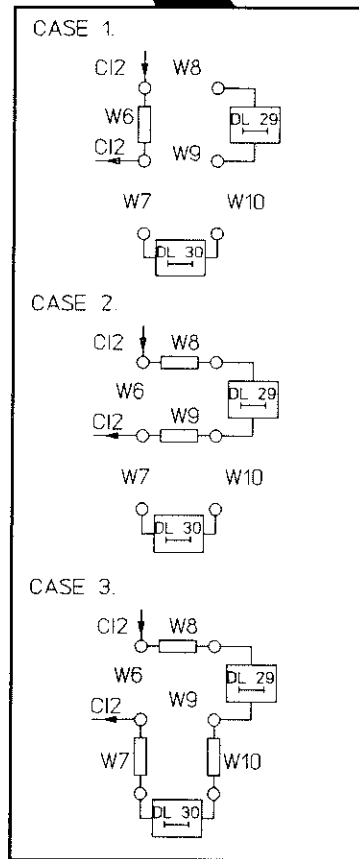 CASE 1.
CI2 W8
W6 DL 29
CI2 W9
W7 W10
DL 30
CASE 2.
CI2 W8
W6 DL 29
CI2 W9
W7 W10
DL 30
CASE 3.
CI2 W8
W6 DL 29
CI2 W9
W7 W10
DL 30